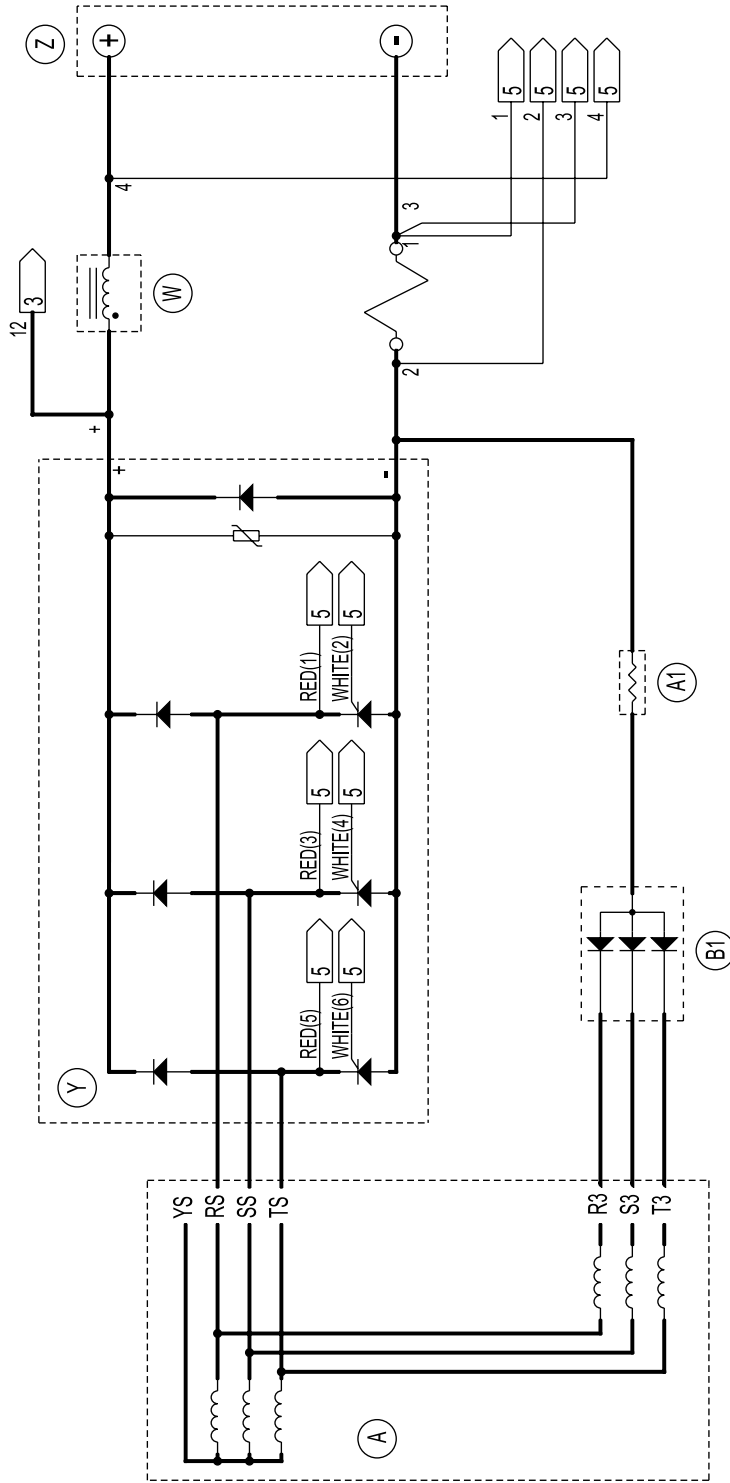 A
YS
RS
SS
TS
R3
S3
T3
Y
RED(5)
5
WHITE(6)
5
RED(3)
5
WHITE(4)
5
RED(1)
5
WHITE(2)
5
+
-
+
12
3
W
4
Z
+
-
2
1
3
1
5
2
5
3
5
4
5
B1
A1